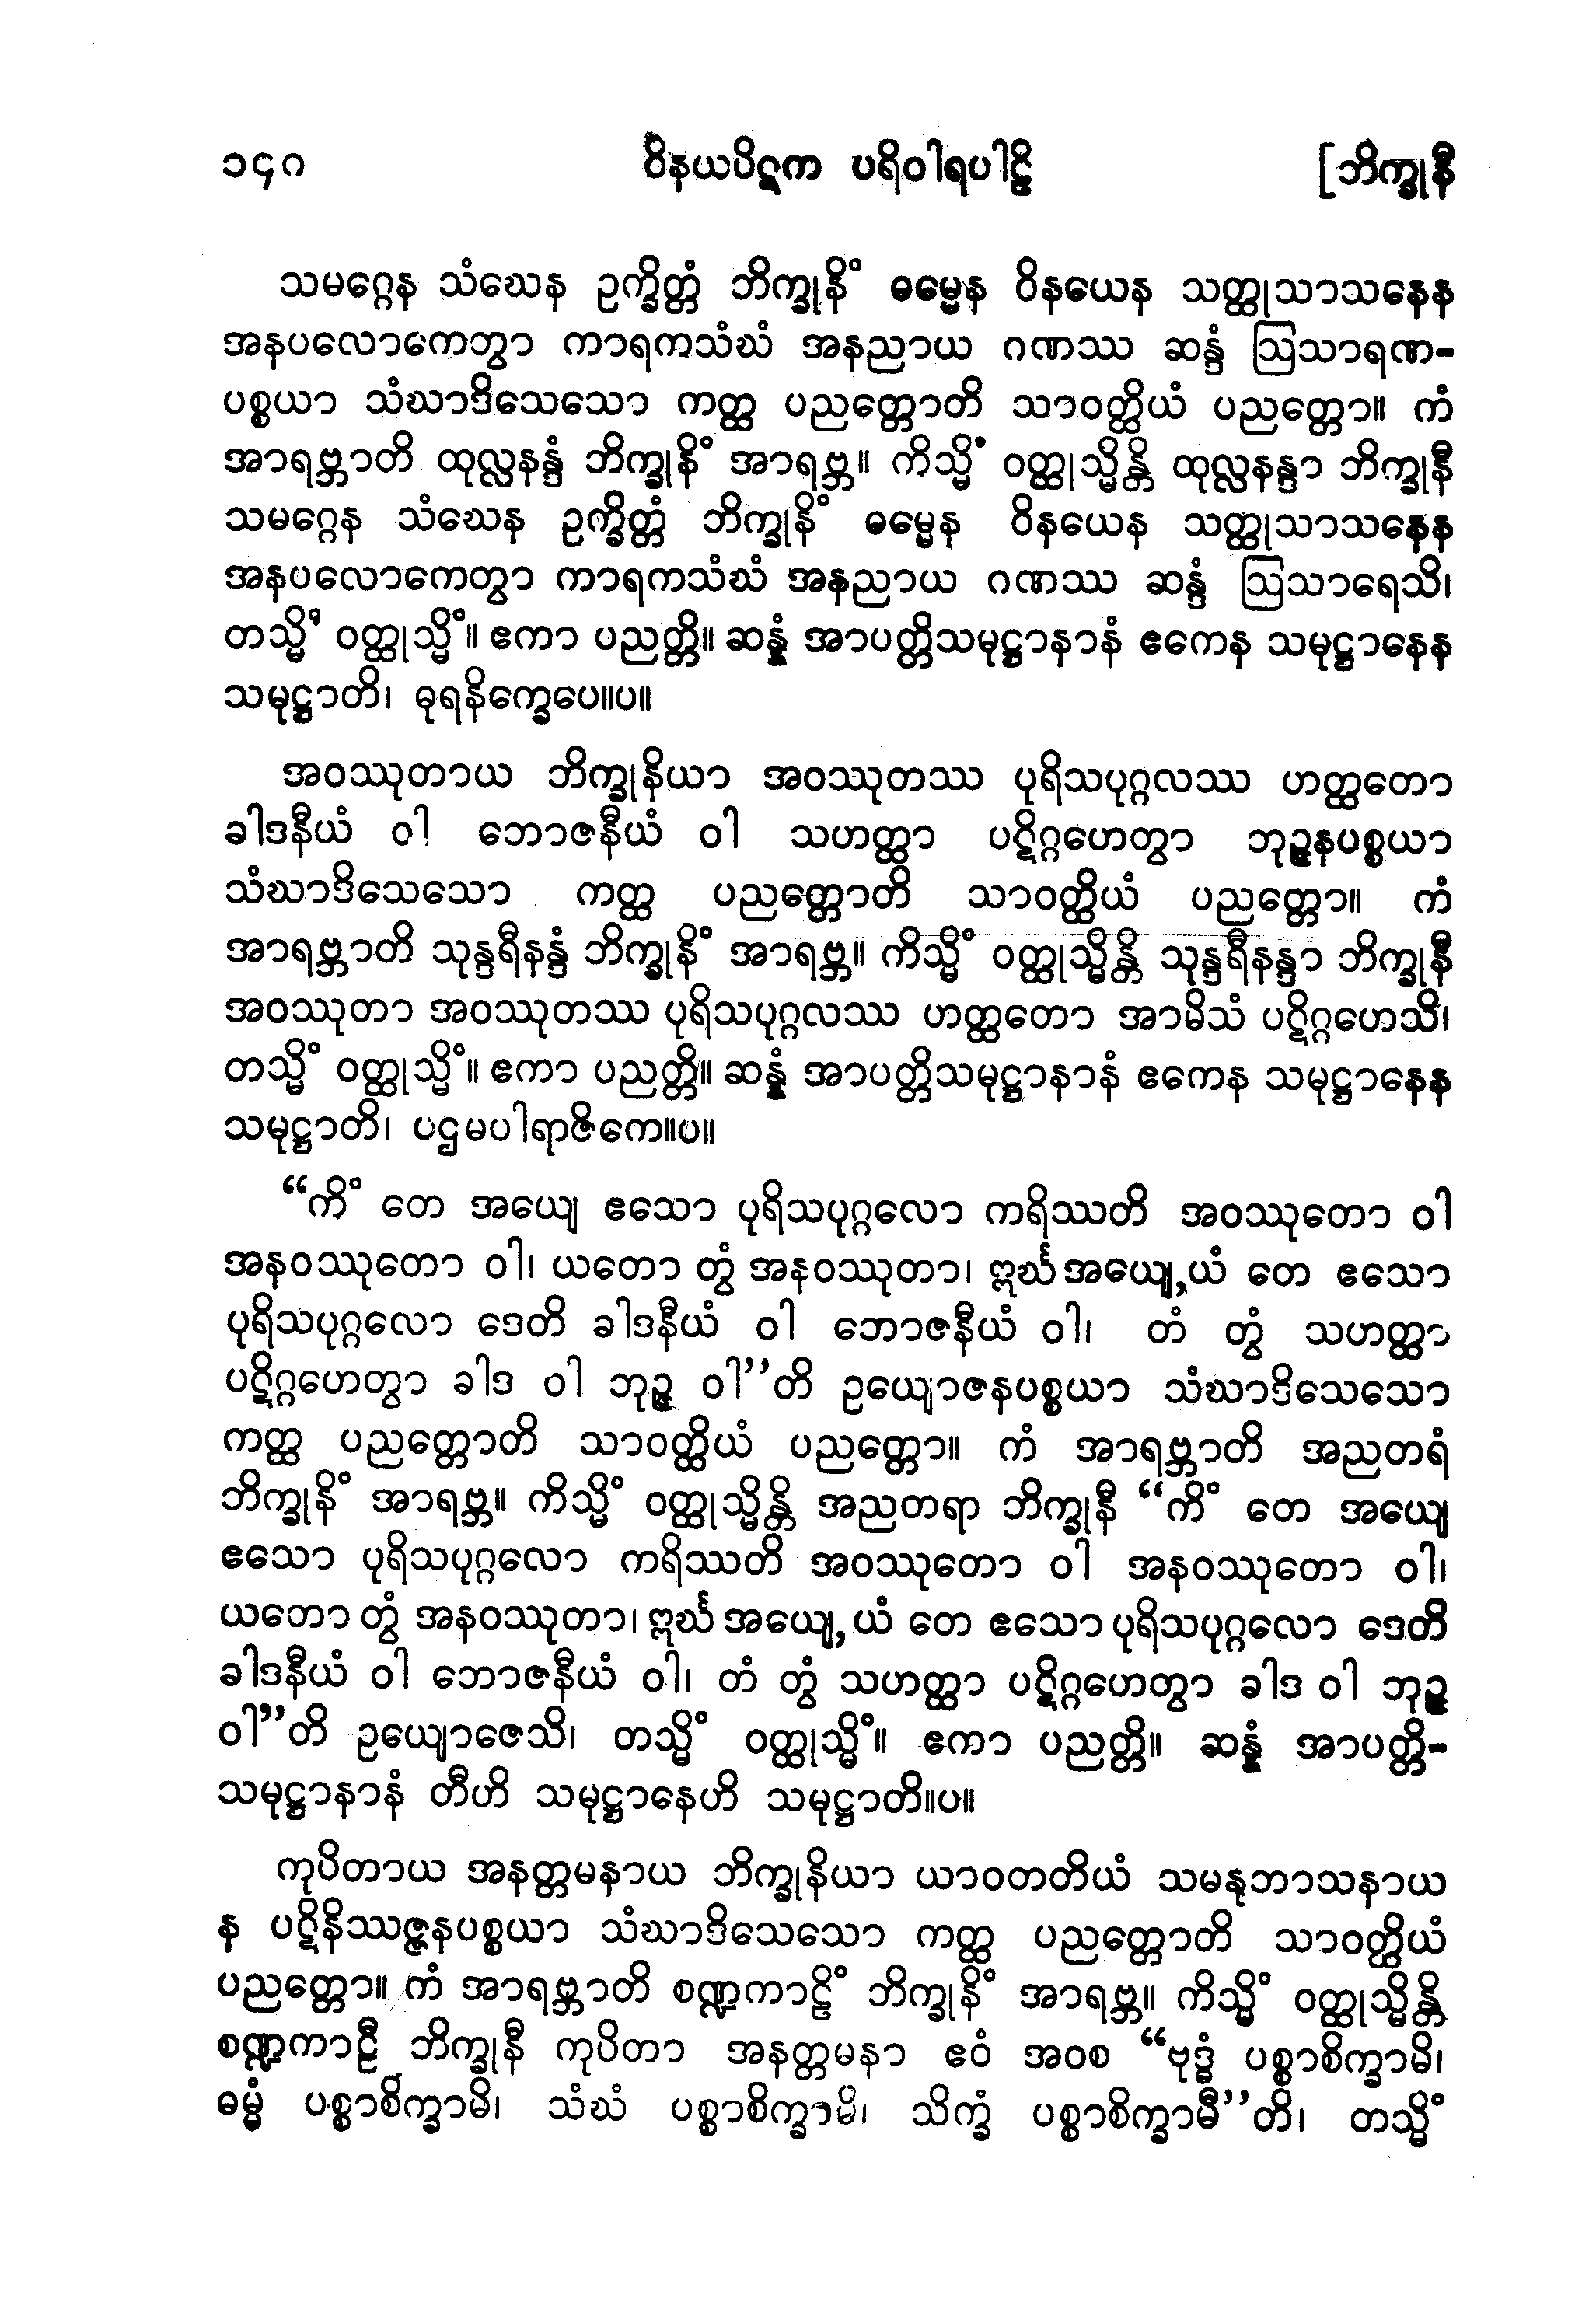 ၁၄ဂ ဝိနယပိဋက ပရိဝါရပါဠိ [ဘိက္ခုနီ
သမဂ္ဂေန သံဃေန ဥက္ခိတ္တံ ဘိက္ခုနိံ ဓမ္မေန ဝိနယေန သတ္ထုသာသနေန
အနပလောကေတွာ ကာရကသံဃံ အနညာယ ဂဏဿ ဆန္ဒံ ဩသာရဏ-
ပစ္စယာ သံဃာဒိသေသော ကတ္ထ ပညတ္တောတိ သာဝတ္ထိယံ ပညတ္တော။ ကံ
အာရဗ္ဘာတိ ထုလ္လနန္ဒံ ဘိက္ခုနိံ အာရဗ္ဘ။ ကိသ္မိံ ဝတ္ထုသ္မိန္တိ ထုလ္လနန္ဒာ ဘိက္ခုနီ
သမဂ္ဂေန သံဃေန ဥက္ခိတ္တံ ဘိက္ခုနိံ ဓမ္မေန ဝိနယေန သတ္ထုသာသနေန
အနပလောကေတွာ ကာရကသံဃံ အနညာယ ဂဏဿ ဆန္ဒံ ဩသာရေသိ၊
တသ္မိံ ဝတ္ထုသ္မိံ။ ဧကာ ပညတ္တိ။ ဆန္နံ အာပတ္တိသမုဋ္ဌာနာနံ ဧကေန သမုဋ္ဌာနေန
သမုဋ္ဌာတိ၊ ဓုရနိက္ခေပေ။ပ။
အဝဿုတာယ ဘိက္ခုနိယာ အဝဿုတဿ ပုရိသပုဂ္ဂလဿ ဟတ္ထတော
ခါဒနီယံ ဝါ ဘောဇနီယံ ဝါ သဟတ္ထာ ပဋိဂ္ဂဟေတွာ ဘုဉ္ဇနပစ္စယာ
သံဃာဒိသေသော ကတ္ထ ပညတ္တောတိ သာဝတ္ထိယံ ပညတ္တော။ ကံ
အာရဗ္ဘာတိ သုန္ဒရီနန္ဒံ ဘိက္ခုနိံ အာရဗ္ဘ။ ကိသ္မိံ ဝတ္ထုသ္မိန္တိ သုန္ဒရီနန္ဒာ ဘိက္ခုနီ
အဝဿုတာ အဝဿုတဿ ပုရိသပုဂ္ဂလဿ ဟတ္ထတော အာမိသံ ပဋိဂ္ဂဟေသိ၊
တသ္မိံ ဝတ္ထုသ္မိံ။ ဧကာ ပညတ္တိ။ ဆန္နံ အာပတ္တိသမုဋ္ဌာနာနံ ဧကေန သမုဋ္ဌာနေန
သမုဋ္ဌာတိ၊ ပဌမပါရာဇိကေ။ပ။
“ကိံ တေ အယျေ ဧသော ပုရိသပုဂ္ဂလော ကရိဿတိ အဝဿုတော ဝါ
အနဝဿုတော ဝါ၊ ယတော တွံ အနဝဿုတာ၊ ဣင်္ဃ အယျေ,ယံ တေ ဧသော
ပုရိသပုဂ္ဂလော ဒေတိ ခါဒနီယံ ဝါ ဘောဇနီယံ ဝါ၊ တံ တွံ သဟတ္ထာ
ပဋိဂ္ဂဟေတွာ ခါဒ ဝါ ဘုဉ္ဇ ဝါ”တိ ဥယျောဇနပစ္စယာ သံဃာဒိသေသော
ကတ္ထ ပညတ္တောတိ သာဝတ္ထိယံ ပညတ္တော။ ကံ အာရဗ္ဘာတိ အညတရံ
ဘိက္ခုနိံ အာရဗ္ဘ။ ကိသ္မိံ ဝတ္ထုသ္မိန္တိ အညတရာ ဘိက္ခုနီ “ကိံ တေ အယျေ
ဧသော ပုရိသပုဂ္ဂလော ကရိဿတိ အဝဿုတော ဝါ အနဝဿုတော ဝါ၊
ယတော တွံ အနဝဿုတာ၊ ဣင်္ဃ အယျေ, ယံ တေ ဧသော ပုရိသပုဂ္ဂလော ဒေတိ
ခါဒနီယံ ဝါ ဘောဇနီယံ ဝါ၊ တံ တွံ သဟတ္ထာ ပဋိဂ္ဂဟေတွာ ခါဒ ဝါ ဘုဉ္ဇ
ဝါ”တိ ဥယျောဇေသိ၊ တသ္မိံ ဝတ္ထုသ္မိံ။ ဧကာ ပညတ္တိ။ ဆန္နံ အာပတ္တိ-
သမုဋ္ဌာနာနံ တီဟိ သမုဋ္ဌာနေဟိ သမုဋ္ဌာတိ။ပ။
ကုပိတာယ အနတ္တမနာယ ဘိက္ခုနိယာ ယာဝတတိယံ သမနုဘာသနာယ
န ပဋိနိဿဇ္ဇနပစ္စယာ သံဃာဒိသေသော ကတ္ထ ပညတ္တောတိ သာဝတ္ထိယံ
ပညတ္တော။ ကံ အာရဗ္ဘာတိ စဏ္ဍကာဠိံ ဘိက္ခုနိံ အာရဗ္ဘ။ ကိသ္မိံ ဝတ္ထုသ္မိန္တိ
စဏ္ဍကာဠီ ဘိက္ခုနီ ကုပိတာ အနတ္တမနာ ဧဝံ အဝစ “ဗုဒ္ဓံ ပစ္စာစိက္ခာမိ၊
ဓမ္မံ ပစ္စာစိက္ခာမိ၊ သံဃံ ပစ္စာစိက္ခာမိ၊ သိက္ခံ ပစ္စာစိက္ခာမီ”တိ၊ တသ္မိံ